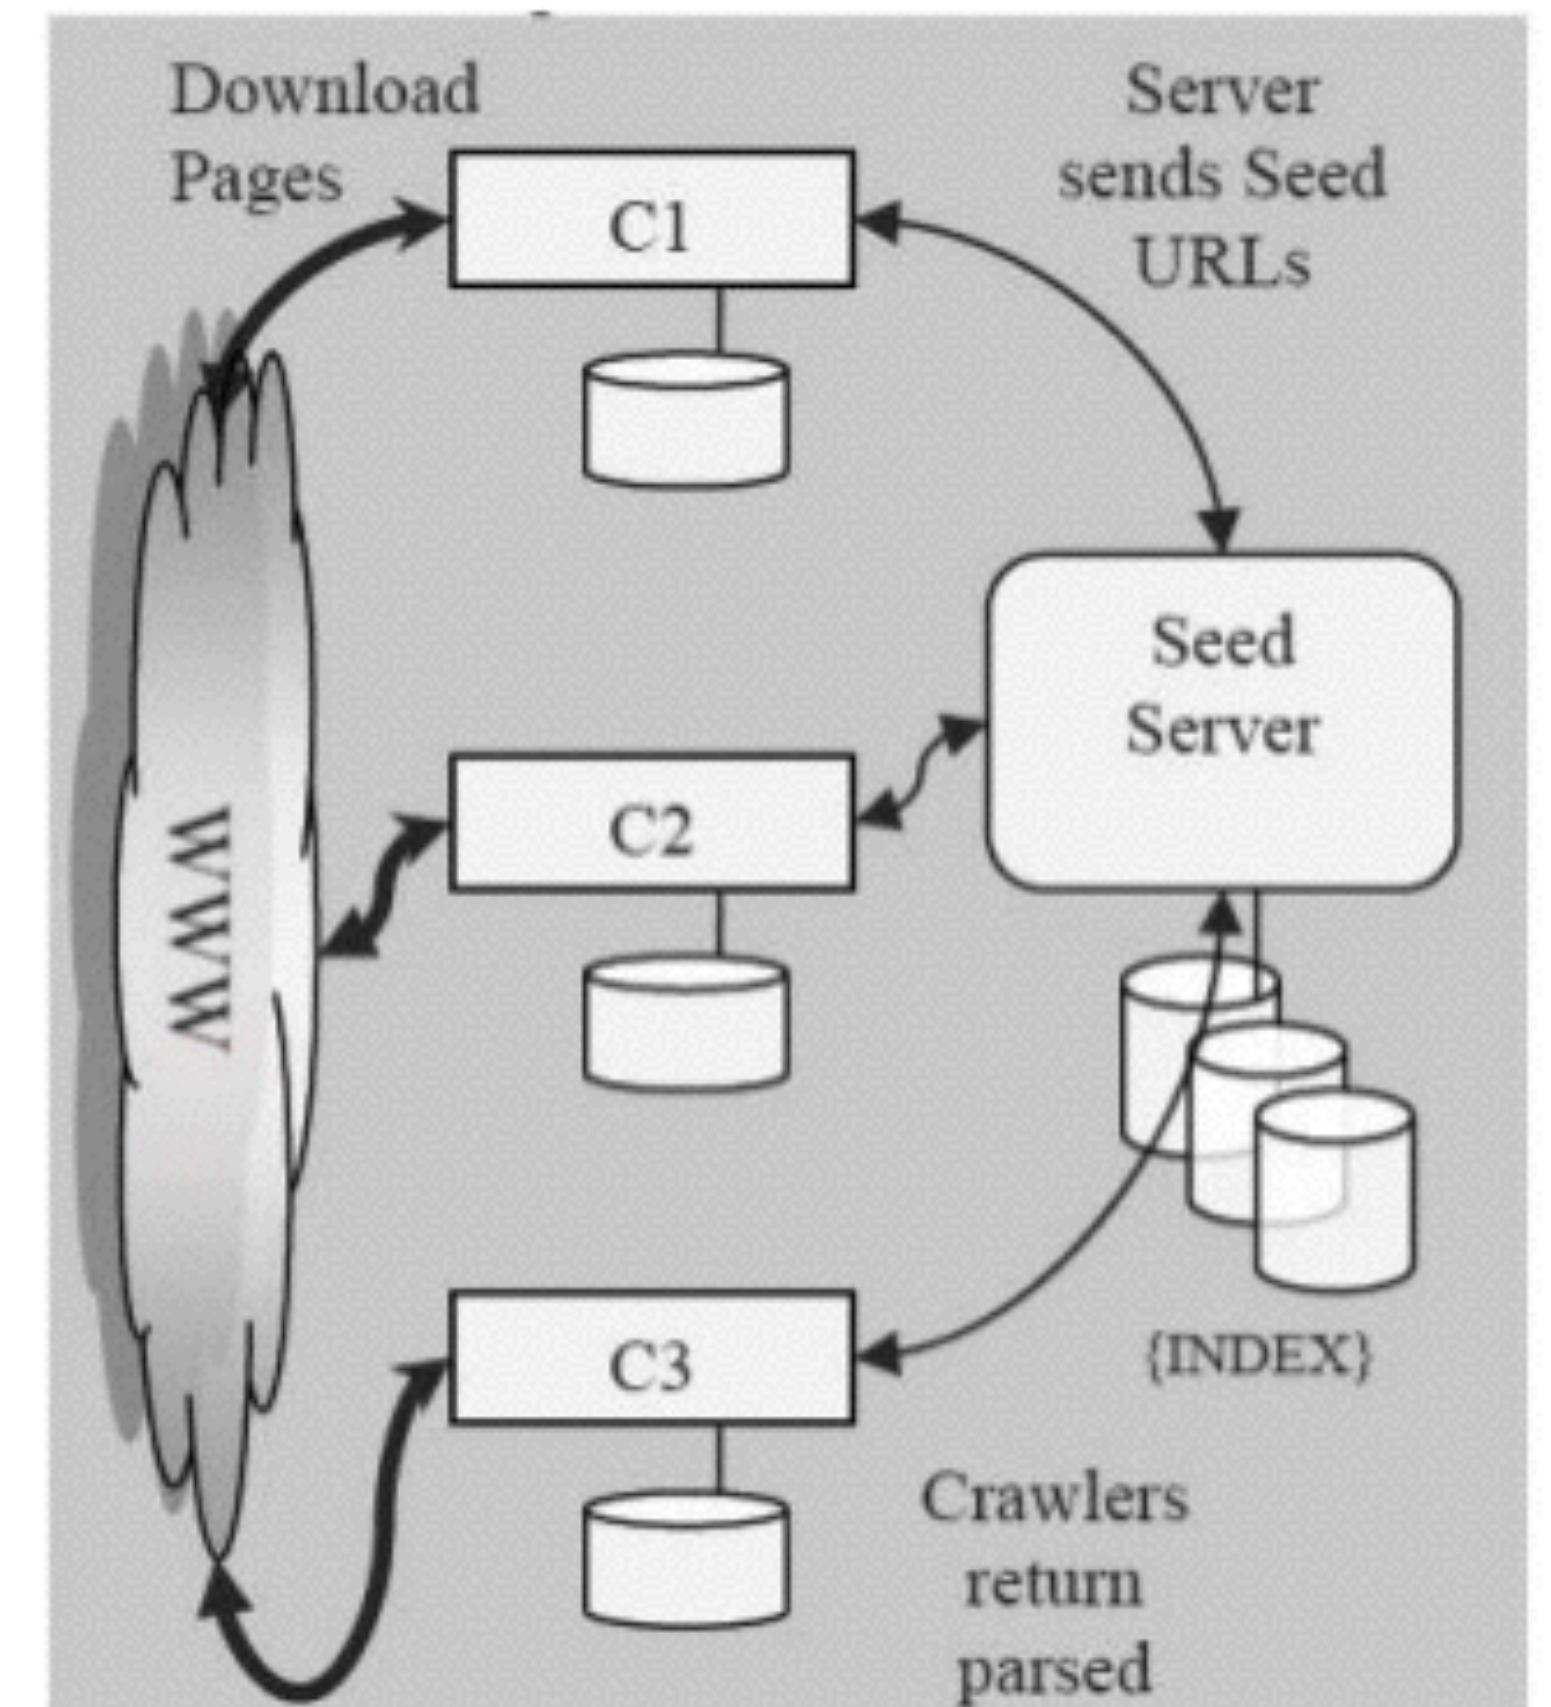 Download
Pages
Server
sends Seed
URLs
C1
Seed
Server
C2
WWW
C3
{INDEX}
Crawlers
return
parsed